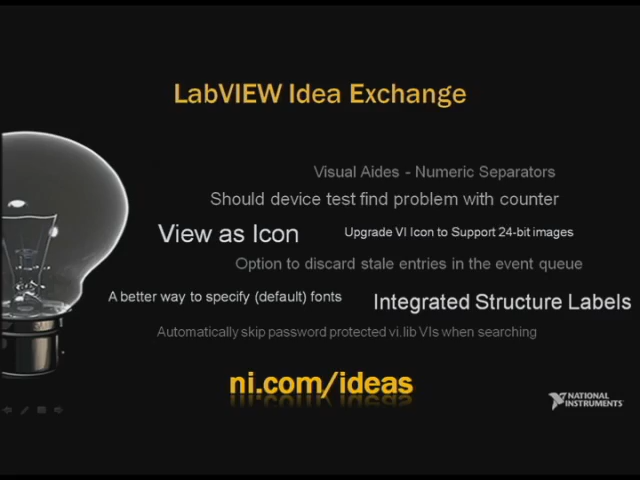 LabVIEW Idea Exchange
Visual Aides - Numeric Separators
Should device test find problem with counter
View as Icon
Upgrade VI Icon to Support 24-bit images
Option to discard stale entries in the event queue
A better way to specify (default) fonts
Integrated Structure Labels
Automatically skip password protected vi.lib VIs when searching
ni.com/ideas
NATIONAL
INSTRUMENTS